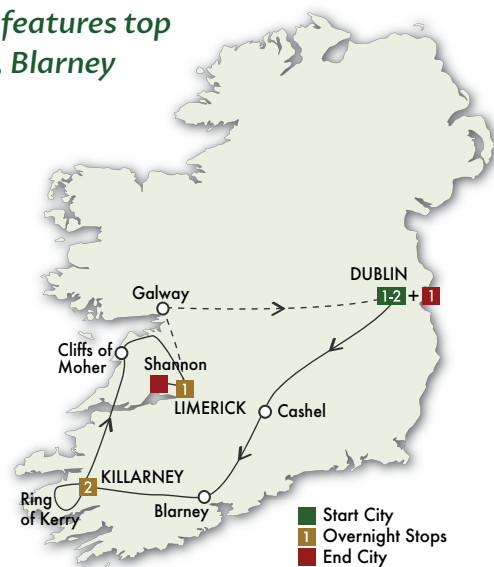 features top
, Blarney
DUBLIN
1-2 + 1
Galway
Cliffs of
Moher
Shannon
1
LIMERICK
Cashel
KILLARNEY
2
Ring
of Kerry
Blarney
Start City
1 Overnight Stops
End City